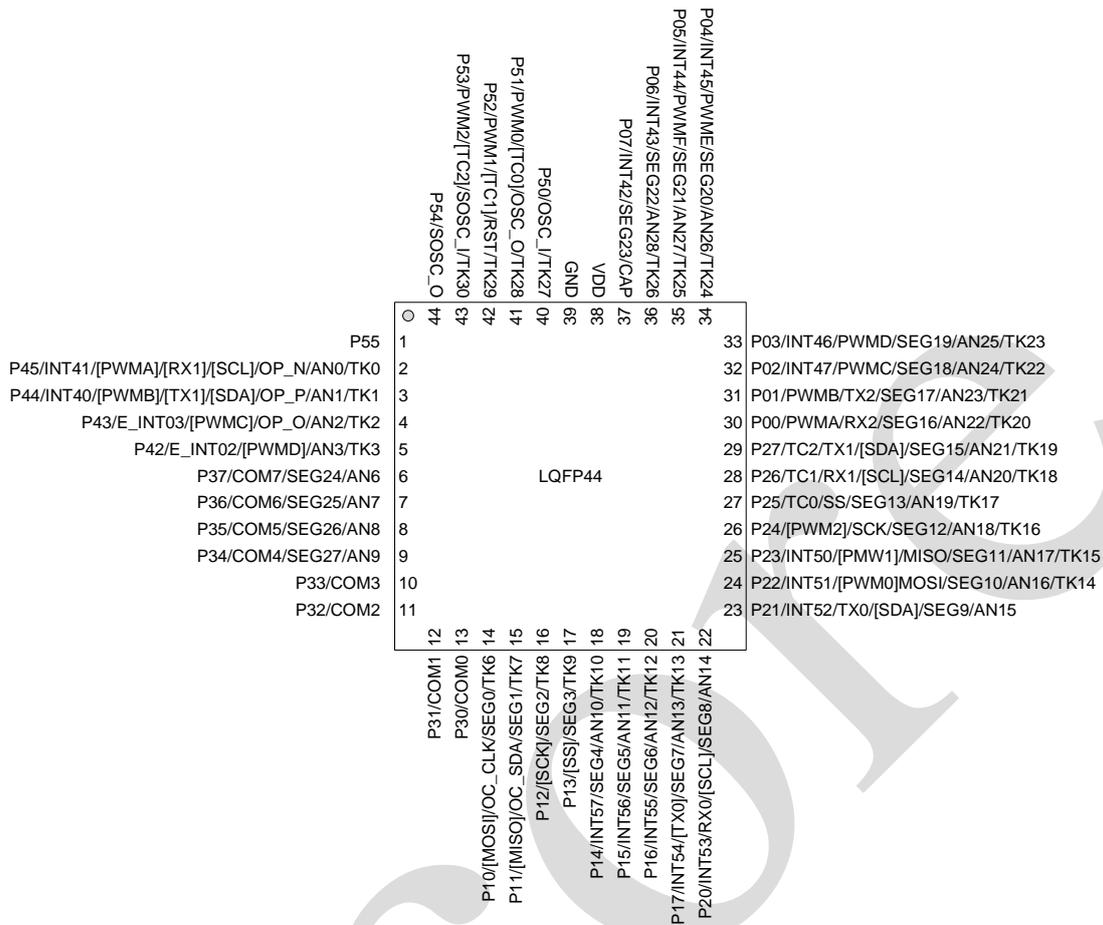 P54/SOSC_O
P53/PWM2/[TC2]/SOSC_I/TK30
P52/PWM1/[TC1]/RST/TK29
P51/PWM0/[TC0]/OSC_O/TK28
P50/OSC_I/TK27
GND
VDD
P07/INT42/SEG23/CAP
P06/INT43/SEG22/AN28/TK26
P05/INT44/PWMF/SEG21/AN27/TK25
P04/INT45/PWME/SEG20/AN26/TK24
44 43 42 41 40 39 38 37 36 35 34
P55 1
P45/INT41/[PWMA]/[RX1]/[SCL]/OP_N/AN0/TK0 2
P44/INT40/[PWMB]/[TX1]/[SDA]/OP_P/AN1/TK1 3
P43/E_INT03/[PWMC]/OP_O/AN2/TK2 4
P42/E_INT02/[PWMD]/AN3/TK3 5
P37/COM7/SEG24/AN6 6
P36/COM6/SEG25/AN7 7
P35/COM5/SEG26/AN8 8
P34/COM4/SEG27/AN9 9
P33/COM3 10
P32/COM2 11
LQFP44
33 P03/INT46/PWMD/SEG19/AN25/TK23
32 P02/INT47/PWMC/SEG18/AN24/TK22
31 P01/PWMB/TX2/SEG17/AN23/TK21
30 P00/PWMA/RX2/SEG16/AN22/TK20
29 P27/TC2/TX1/[SDA]/SEG15/AN21/TK19
28 P26/TC1/RX1/[SCL]/SEG14/AN20/TK18
27 P25/TC0/SS/SEG13/AN19/TK17
26 P24/[PWM2]/SCK/SEG12/AN18/TK16
25 P23/INT50/[PMW1]/MISO/SEG11/AN17/TK15
24 P22/INT51/[PWM0]MOSI/SEG10/AN16/TK14
23 P21/INT52/TX0/[SDA]/SEG9/AN15
12 13 14 15 16 17 18 19 20 21 22
P31/COM1
P30/COM0
P10/[MOSI]/OC_CLK/SEG0/TK6
P11/[MISO]/OC_SDA/SEG1/TK7
P12/[SCK]/SEG2/TK8
P13/[SS]/SEG3/TK9
P14/INT57/SEG4/AN10/TK10
P15/INT56/SEG5/AN11/TK11
P16/INT55/SEG6/AN12/TK12
P17/INT54/[TX0]/SEG7/AN13/TK13
P20/INT53/RX0/[SCL]/SEG8/AN14